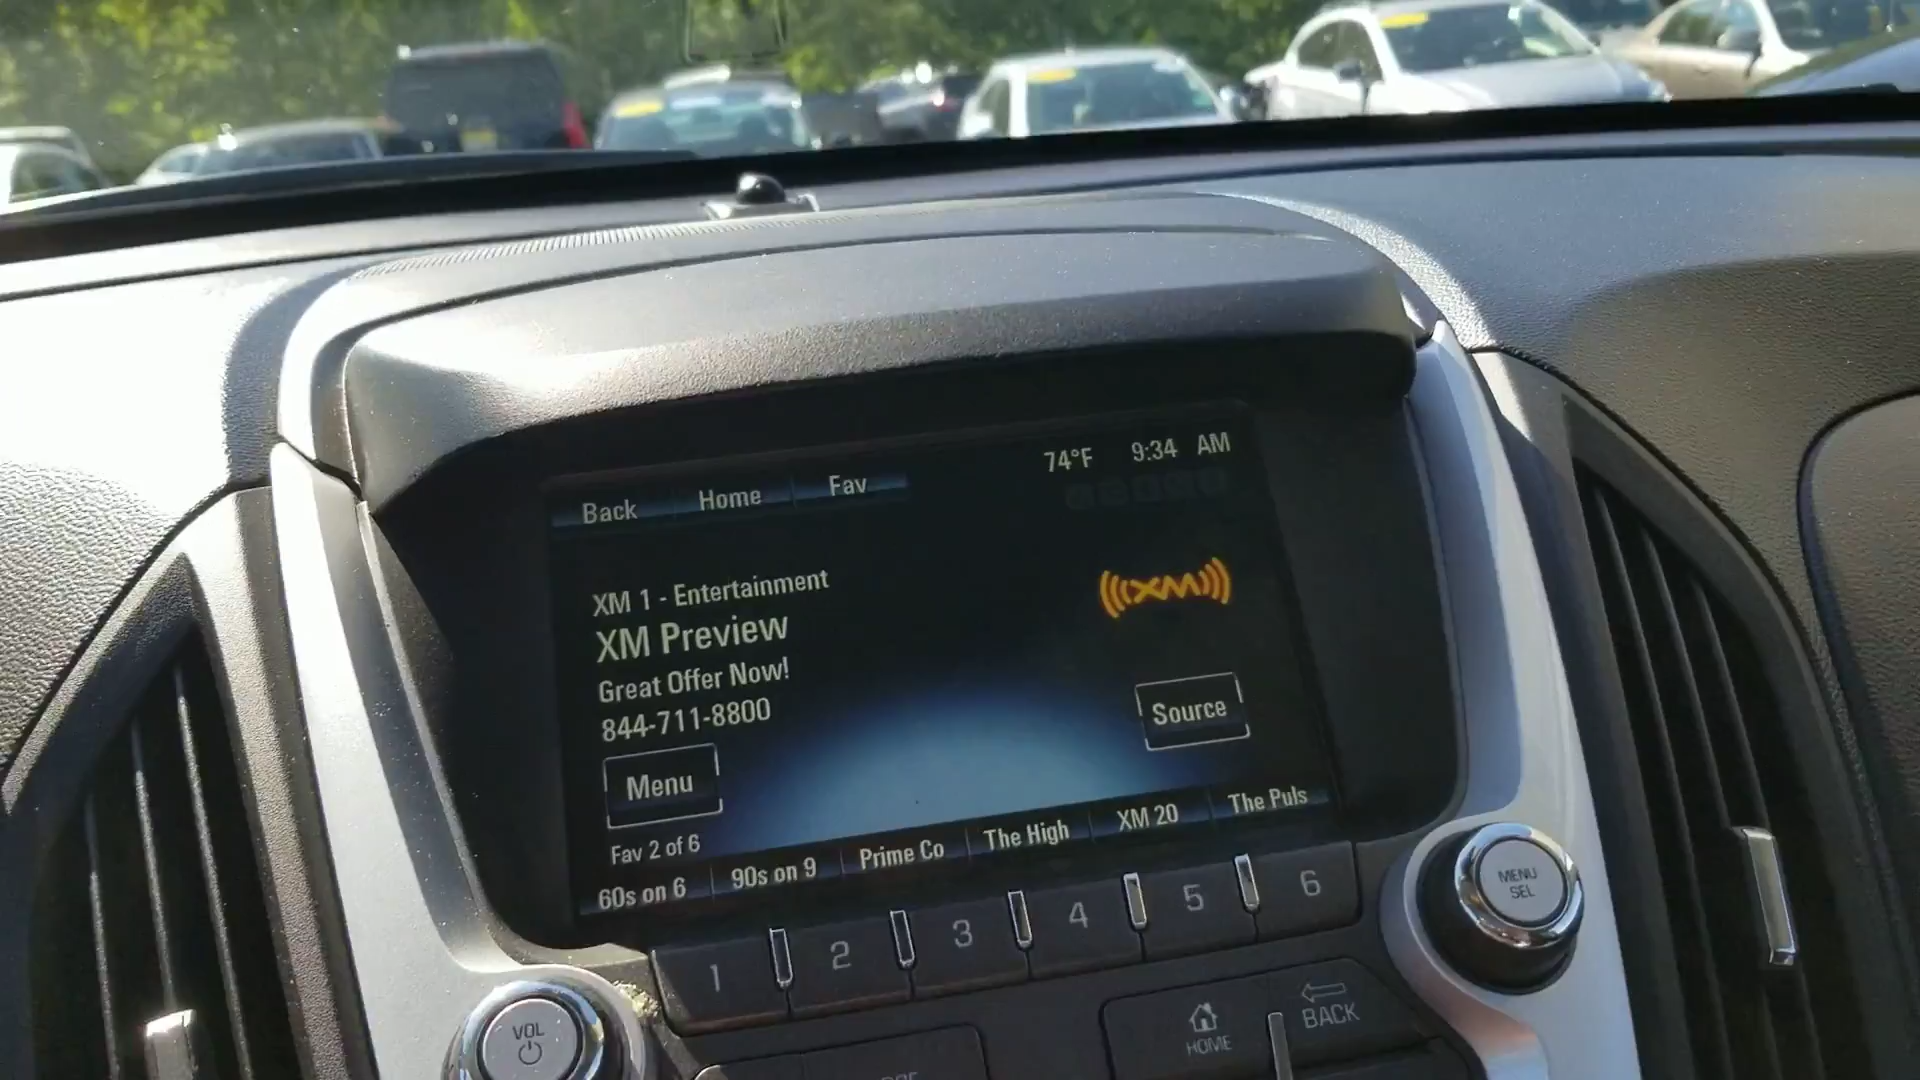 74°F 9:34 AM
Back Home Fav
XM 1 - Entertainment
XM Preview
Great Offer Now!
844-711-8800
XM
Source
Menu
Fav 2 of 6
60s on 6 90s on 9 Prime Co The High XM 20 The Puls
1 2 3 4 5 6
MENU
SEL
VOL
HOME
BACK